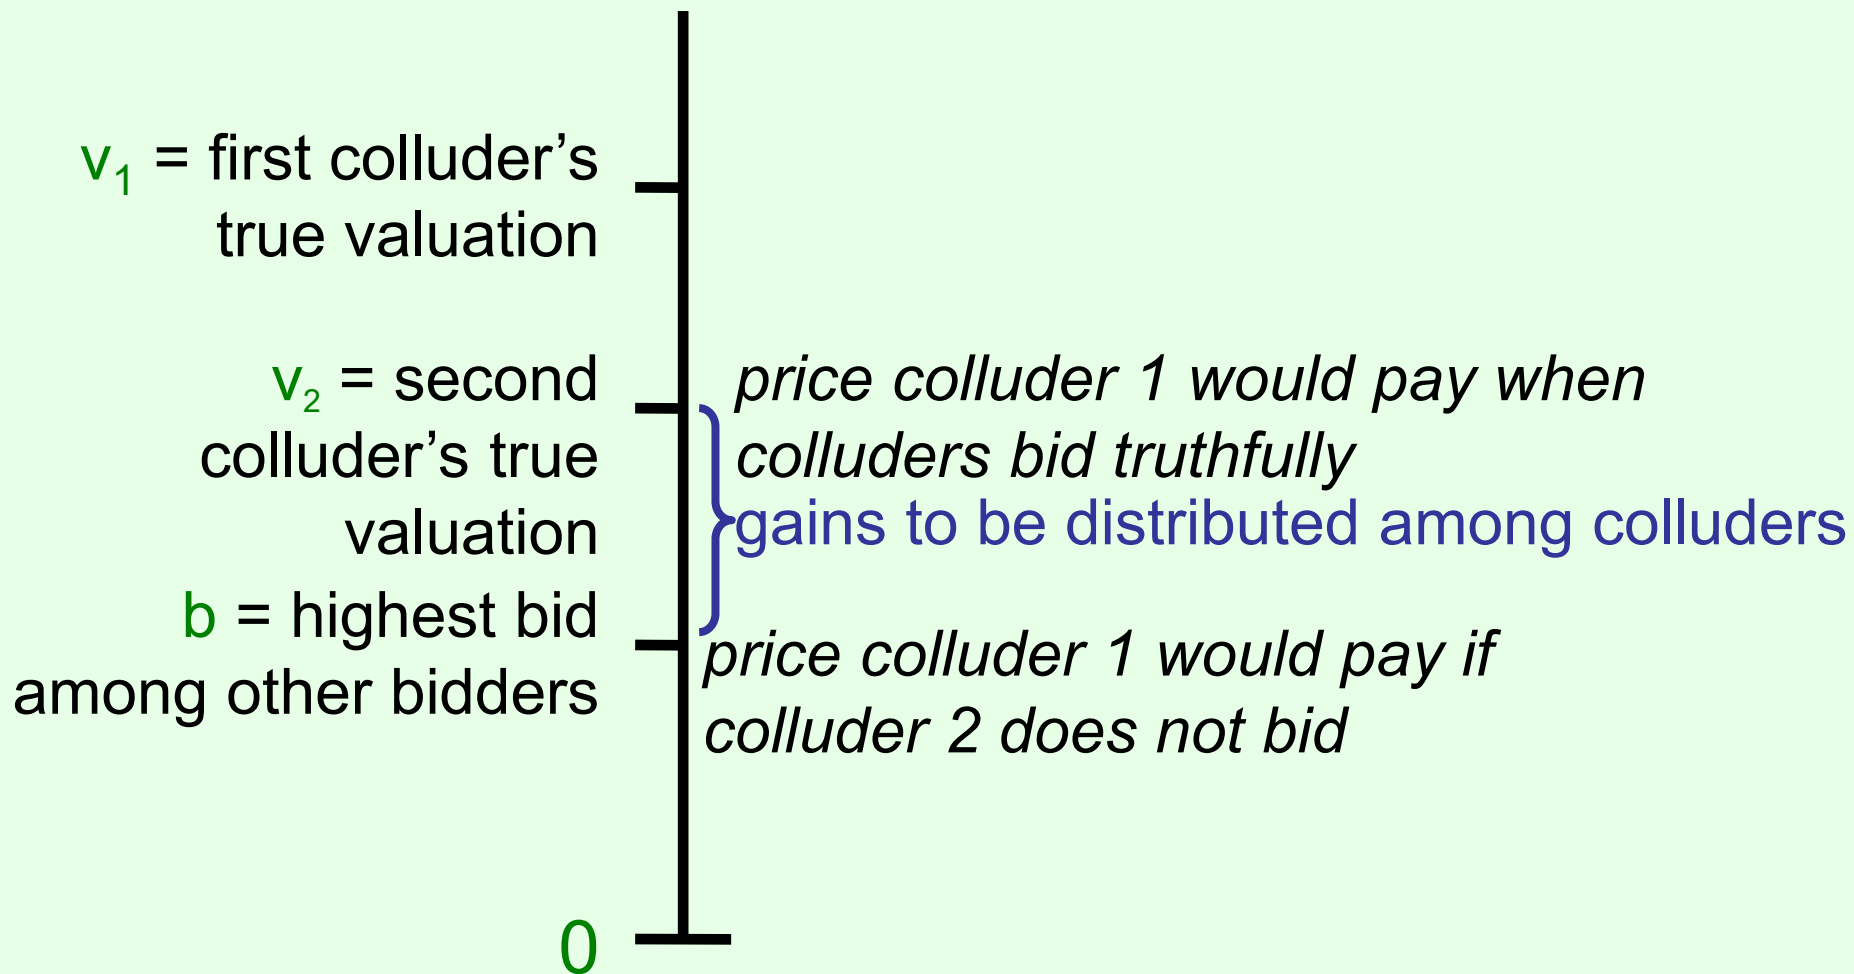 v₁ = first colluder’s
true valuation
v₂ = second
colluder’s true
valuation
price colluder 1 would pay when
colluders bid truthfully
gains to be distributed among colluders
b = highest bid
among other bidders
price colluder 1 would pay if
colluder 2 does not bid
0